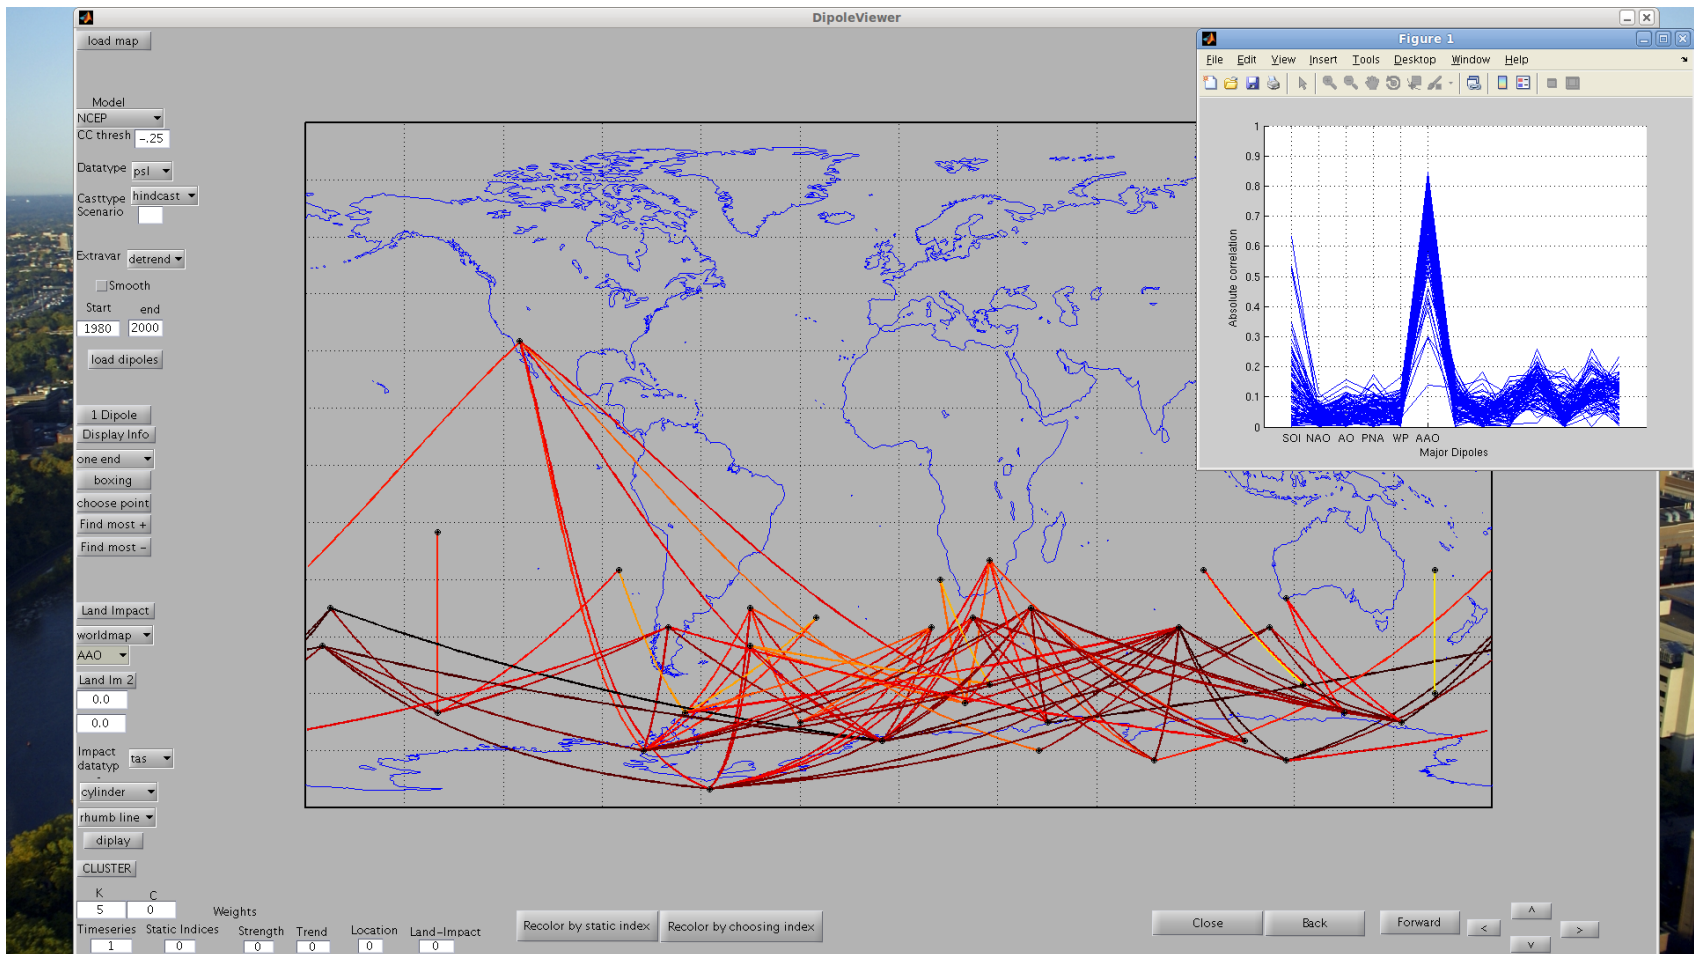 DipoleViewer
load map
Model
NCEP
CC thresh -.25
Datatype psl
Casttype hindcast
Scenario
Extravar detrend
Smooth
Start end
1980 2000
load dipoles
1 Dipole
Display Info
one end
boxing
choose point
Find most +
Find most -
Land Impact
worldmap
AAO
Land Im 2
0.0
0.0
Impact
datatyp tas
cylinder
rhumb line
diplay
CLUSTER
K C
5 0
Weights
Timeseries Static Indices Strength Trend Location Land-Impact
1 0 0 0 0 0
Recolor by static index Recolor by choosing index
Close Back Forward < ^ v >
Figure 1
File Edit View Insert Tools Desktop Window Help
1
0.9
0.8
0.7
0.6
0.5
0.4
0.3
0.2
0.1
0
Absolute correlation
SOI NAO AO PNA WP AAO
Major Dipoles